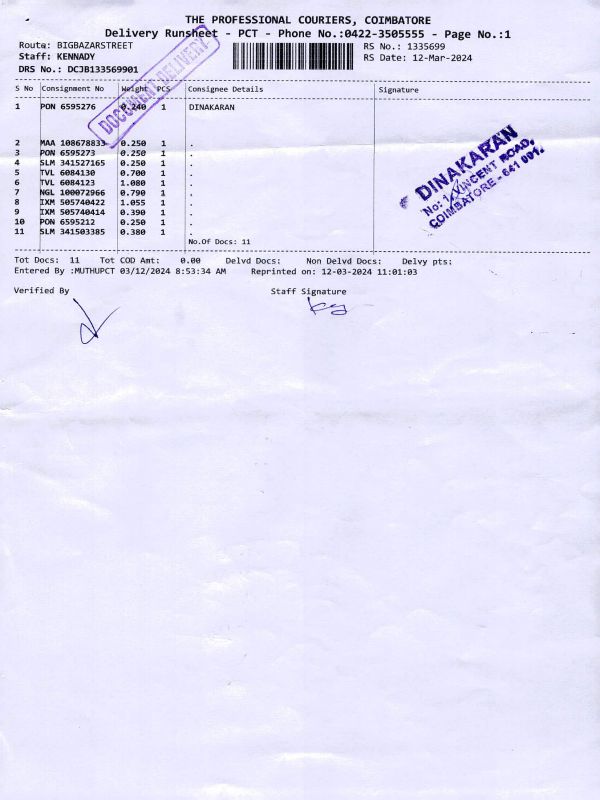 THE PROFESSIONAL COURIERS, COIMBATORE
Delivery Runsheet - PCT - Phone No.:0422-3505555 - Page No.:1
Route: BIGBAZARSTREET
RS No.: 1335699
Staff: KENNADY
RS Date: 12-Mar-2024
DRS No.: DCJB133569901
DOCUMENT DELIVERY
S No Consignment No Weight PCS Consignee Details Signature
1 PON 6595276 0.240 1 DINAKARAN
2 MAA 108678833 0.250 1 .
3 PON 6595273 0.250 1 .
4 SLM 341527165 0.250 1 .
5 TVL 6084130 0.700 1 .
6 TVL 6084123 1.080 1 .
7 NGL 100072966 0.790 1 .
8 IXM 505740422 1.055 1 .
9 IXM 505740414 0.390 1 .
10 PON 6595212 0.250 1 .
11 SLM 341503385 0.380 1 .
DINAKARAN
No: 1, VINCENT ROAD,
COIMBATORE - 641 001.
No.Of Docs: 11
Tot Docs: 11 Tot COD Amt: 0.00 Delvd Docs: Non Delvd Docs: Delvy pts:
Entered By :MUTHUPCT 03/12/2024 8:53:34 AM Reprinted on: 12-03-2024 11:01:03
Verified By Staff Signature